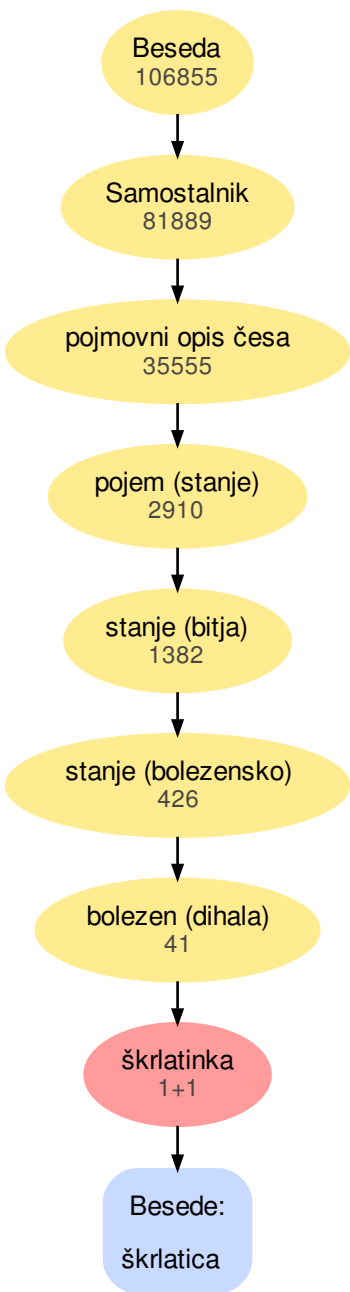 Beseda
106855
Samostalnik
81889
pojmovni opis česa
35555
pojem (stanje)
2910
stanje (bitja)
1382
stanje (bolezensko)
426
bolezen (dihala)
41
škrlatinka
1+1
Besede:
škrlatica